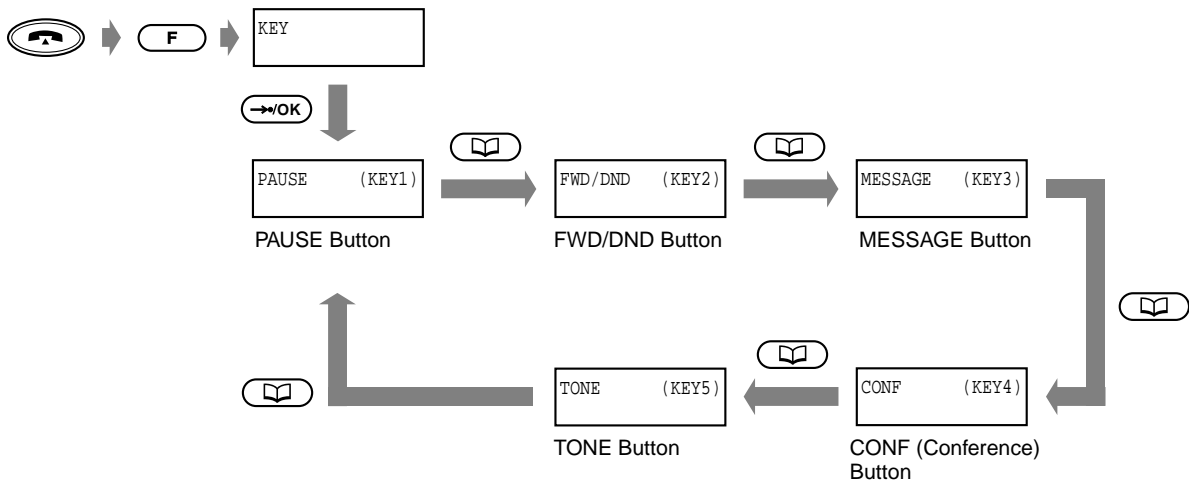 F
KEY
→•/OK
PAUSE (KEY1)
FWD/DND (KEY2)
MESSAGE (KEY3)
PAUSE Button
FWD/DND Button
MESSAGE Button
TONE (KEY5)
CONF (KEY4)
TONE Button
CONF (Conference)
Button